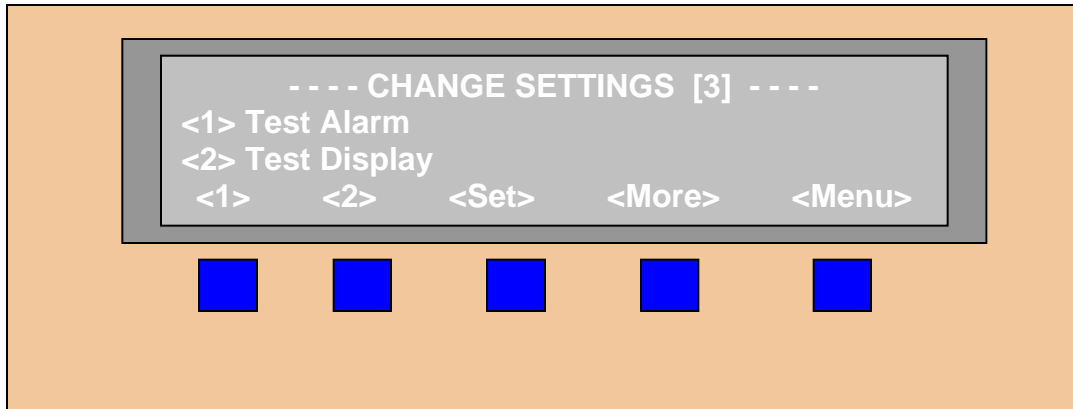 - - - - CHANGE SETTINGS [3] - - - -
<1> Test Alarm
<2> Test Display
<1> <2> <Set> <More> <Menu>